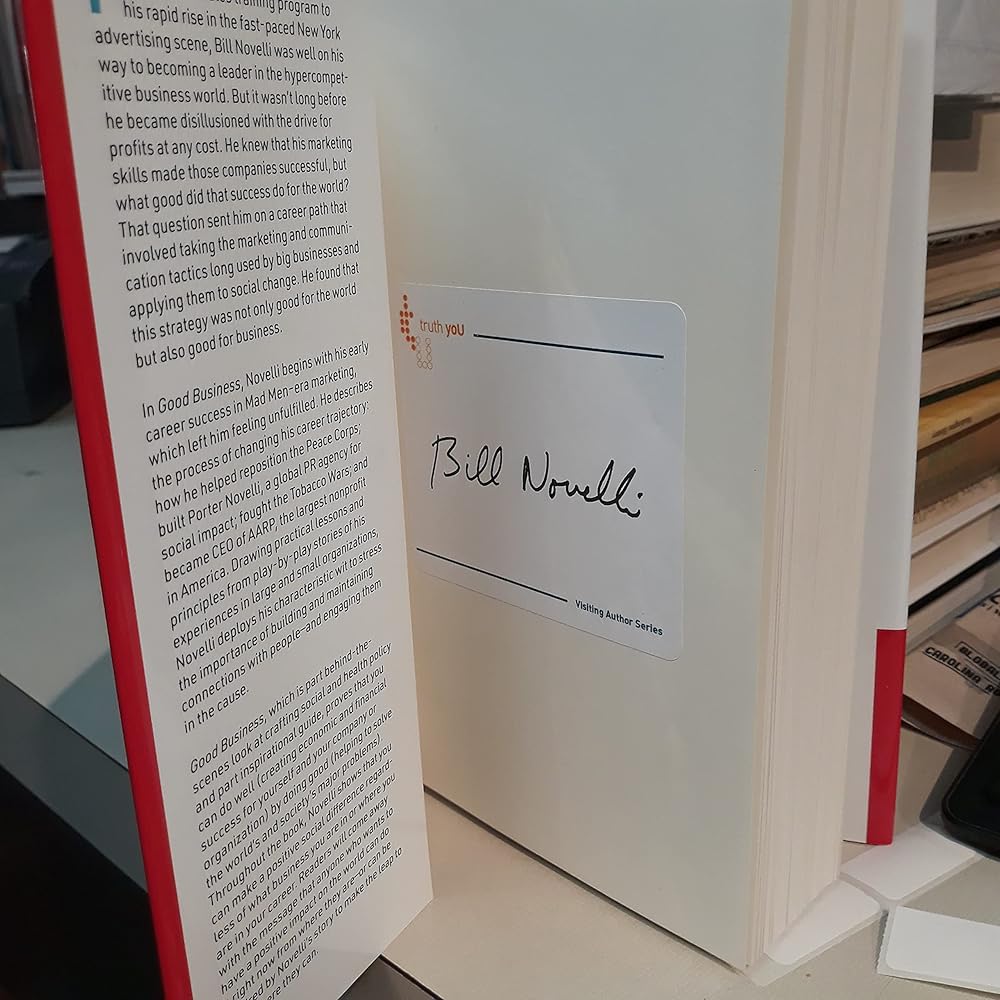 training program to
his rapid rise in the fast-paced New York
advertising scene, Bill Novelli was well on his
way to becoming a leader in the hypercompet-
itive business world. But it wasn't long before
he became disillusioned with the drive for
profits at any cost. He knew that his marketing
skills made those companies successful, but
what good did that success do for the world?
That question sent him on a career path that
involved taking the marketing and communi-
cation tactics long used by big businesses and
applying them to social change. He found that
this strategy was not only good for the world
but also good for business.
In Good Business, Novelli begins with his early
career success in Mad Men-era marketing,
which left him feeling unfulfilled. He describes
the process of changing his career trajectory:
how he helped reposition the Peace Corps;
built Porter Novelli, a global PR agency for
social impact; fought the Tobacco Wars; and
became CEO of AARP, the largest nonprofit
in America. Drawing practical lessons and
principles from play-by-play stories of his
experiences in large and small organizations,
Novelli deploys his characteristic wit to stress
the importance of building and maintaining
connections with people—and engaging them
in the cause.
Good Business, which is part behind-the-
scenes look at crafting social and health policy
and part inspirational guide, proves that you
can do well (creating economic and financial
success for yourself and your company or
organization) by doing good (helping to solve
the world's and society's major problems).
Throughout the book, Novelli shows that you
can make a positive social difference regard-
less of what business you are in or where you
are in your career. Readers will come away
with the message that anyone who wants to
have a positive impact on the world can do
right now from where they are—or can be
by Novelli's story to make the leap to
they can.
truth yoU
Bill Novelli
Visiting Author Series
GLOBAL
CAROLINA